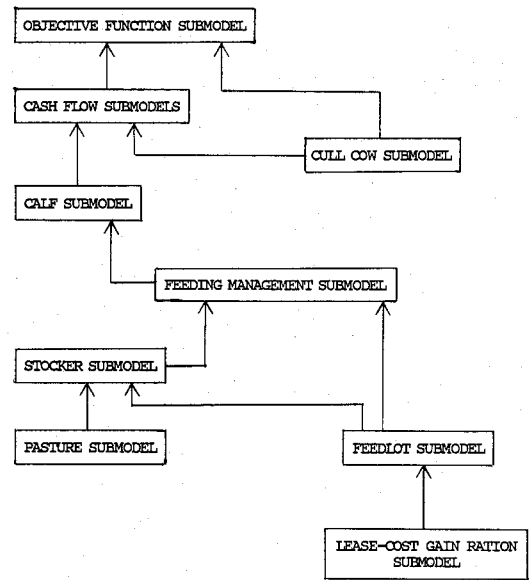 OBJECTIVE FUNCTION SUBMODEL
CASH FLOW SUBMODELS
CULL COW SUBMODEL
CALF SUBMODEL
FEEDING MANAGEMENT SUBMODEL
STOCKER SUBMODEL
PASTURE SUBMODEL
FEEDLOT SUBMODEL
LEASE-COST GAIN RATION
SUBMODEL